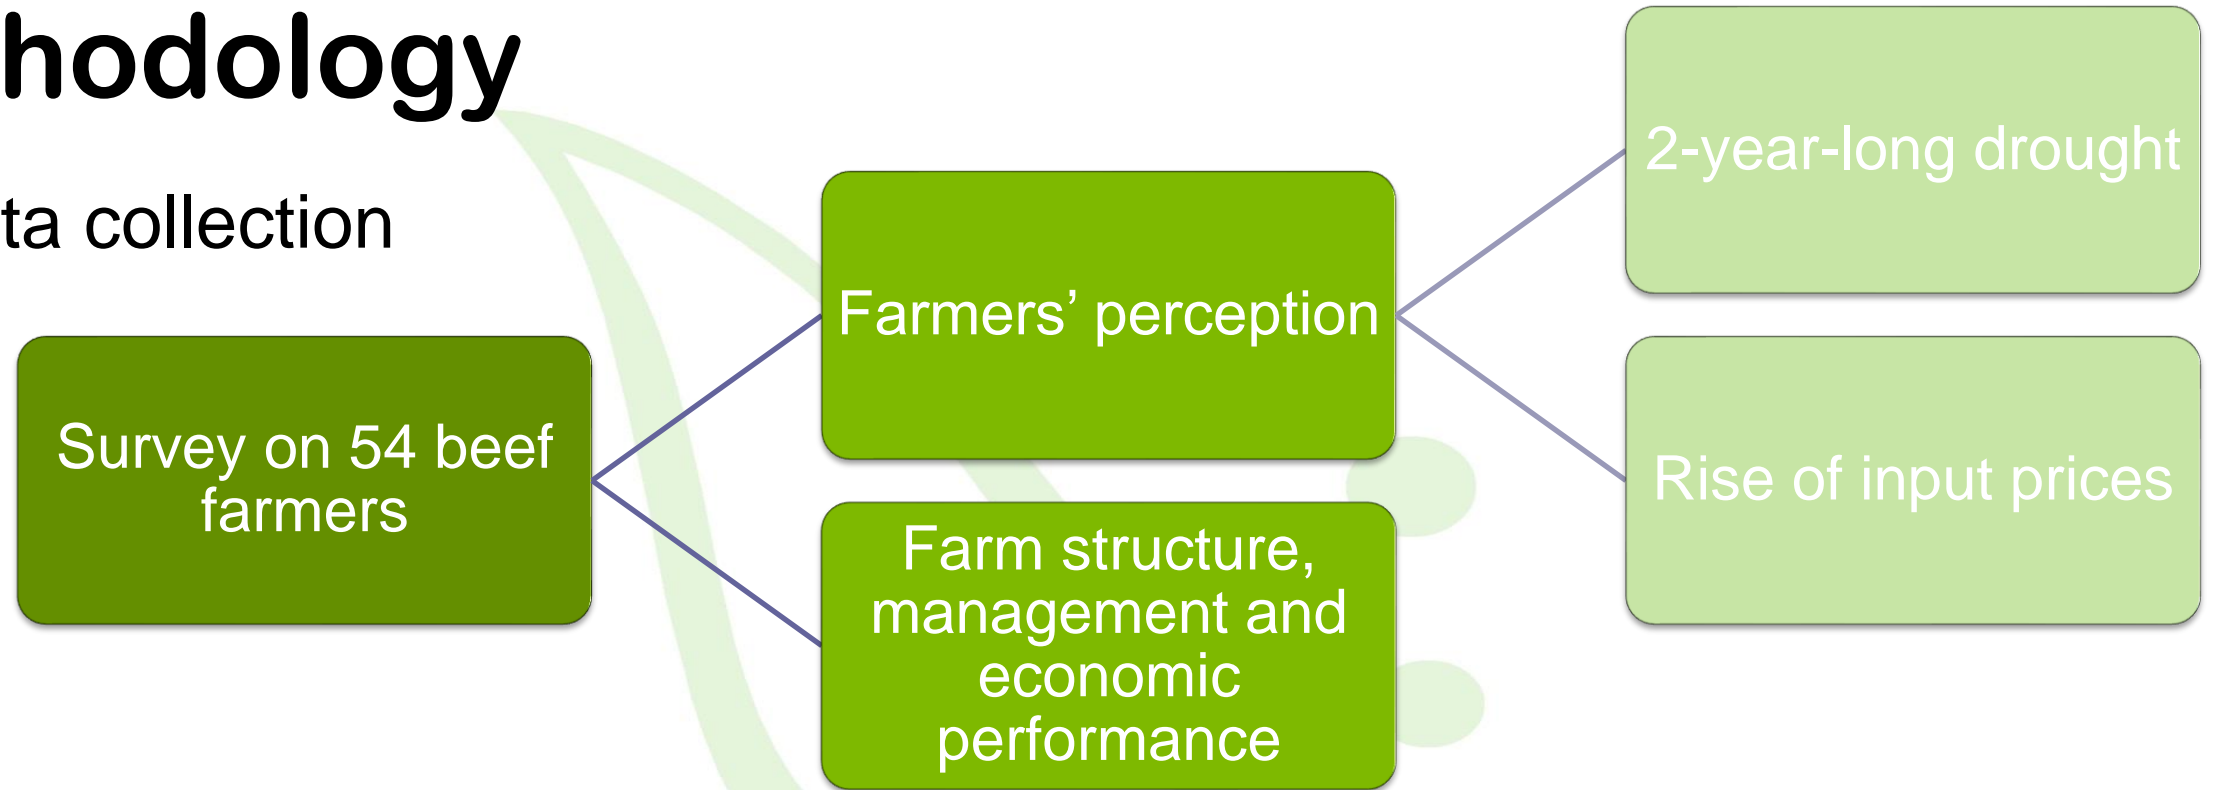 hodology
ta collection
Survey on 54 beef
farmers
Farmers’ perception
Farm structure,
management and
economic
performance
2-year-long drought
Rise of input prices